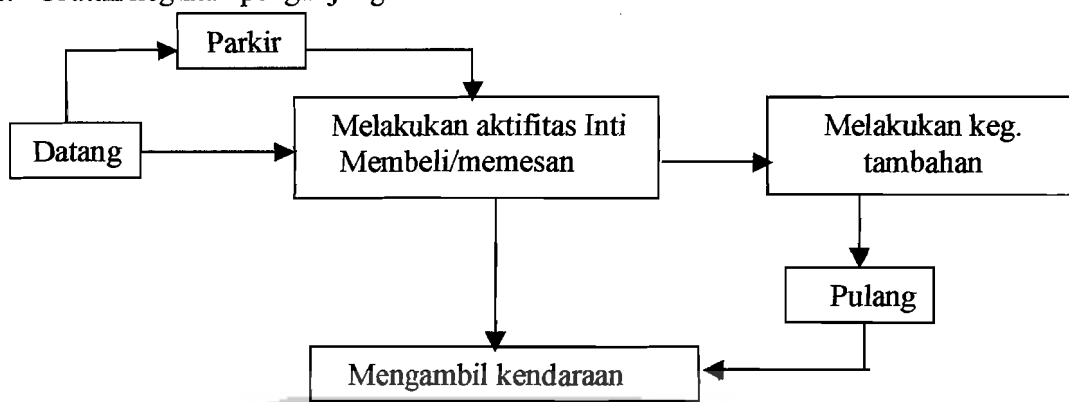 Parkir
Datang
Melakukan aktifitas Inti
Membeli/memesan
Melakukan keg.
tambahan
Pulang
Mengambil kendaraan